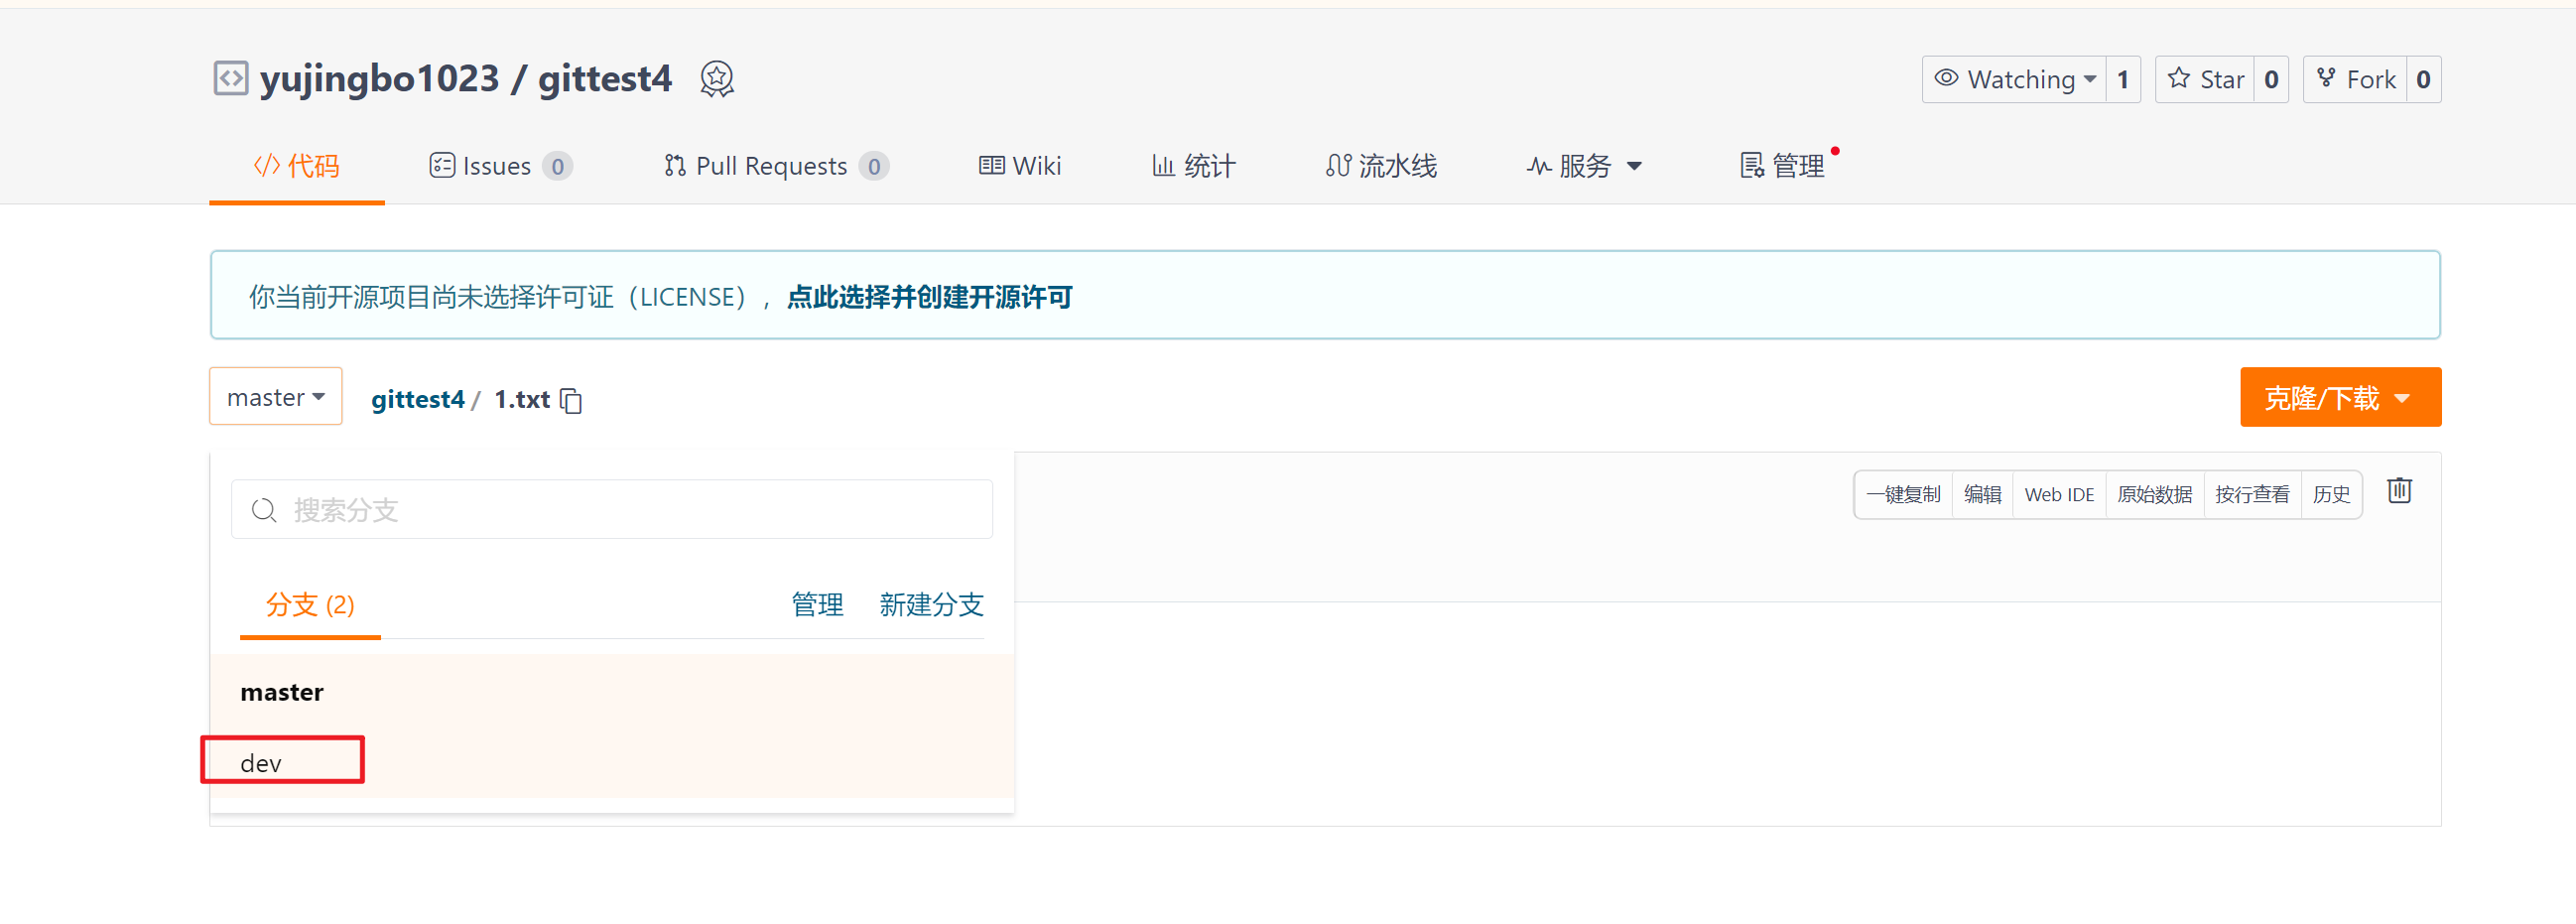 yujingbo1023 / gittest4
Watching 1 Star 0 Fork 0
代码 Issues 0 Pull Requests 0 Wiki 统计 流水线 服务 管理
你当前开源项目尚未选择许可证（LICENSE），点此选择并创建开源许可
master gittest4 / 1.txt 克隆/下载
搜索分支
一键复制 编辑 Web IDE 原始数据 按行查看 历史
分支 (2) 管理 新建分支
master
dev